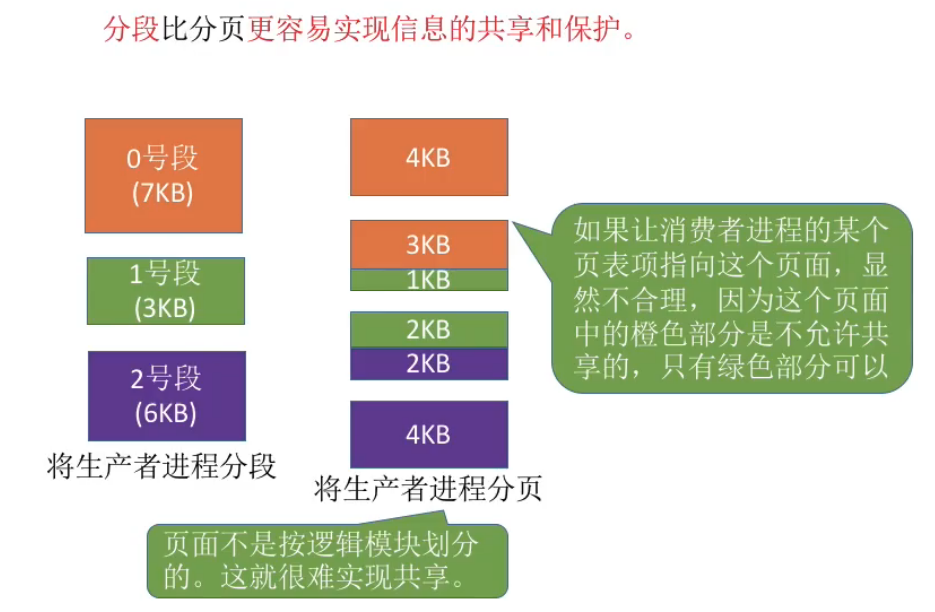 分段比分页更容易实现信息的共享和保护。
0号段
(7KB)
1号段
(3KB)
2号段
(6KB)
将生产者进程分段
4KB
3KB
1KB
2KB
2KB
4KB
将生产者进程分页
如果让消费者进程的某个
页表项指向这个页面，显
然不合理，因为这个页面
中的橙色部分是不允许共
享的，只有绿色部分可以
页面不是按逻辑模块划分
的。这就很难实现共享。